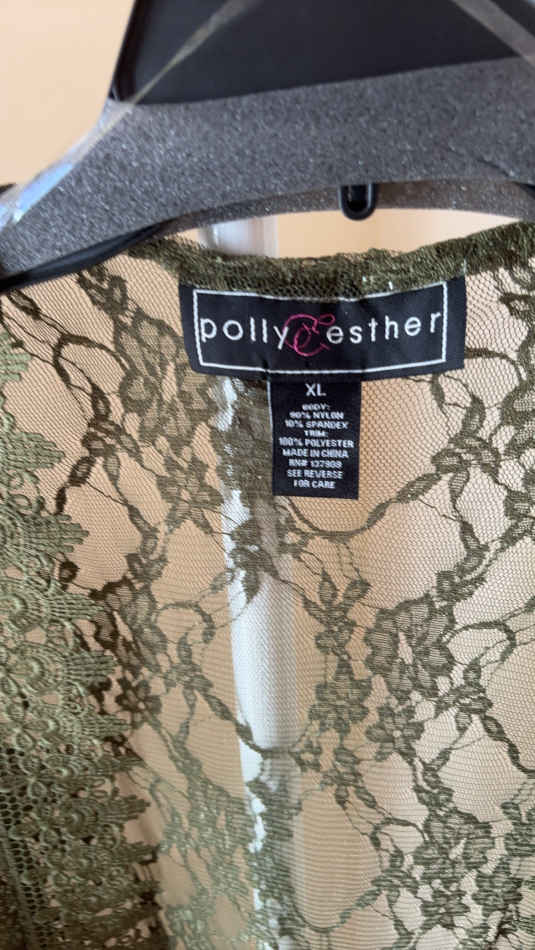 polly & esther
XL
BODY:
90% NYLON
10% SPANDEX
TRIM:
100% POLYESTER
MADE IN CHINA
RN# 137909
SEE REVERSE
FOR CARE